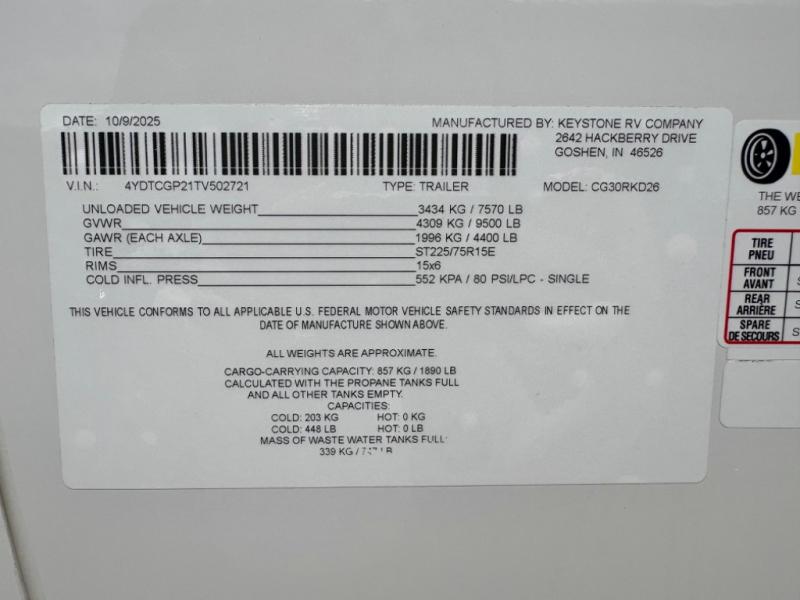 DATE: 10/9/2025
MANUFACTURED BY: KEYSTONE RV COMPANY
2642 HACKBERRY DRIVE
GOSHEN, IN 46526
V.I.N.: 4YDTCGP21TV502721 TYPE: TRAILER MODEL: CG30RKD26
UNLOADED VEHICLE WEIGHT 3434 KG / 7570 LB
GVWR 4309 KG / 9500 LB
GAWR (EACH AXLE) 1996 KG / 4400 LB
TIRE ST225/75R15E
RIMS 15x6
COLD INFL. PRESS 552 KPA / 80 PSI/LPC - SINGLE
THIS VEHICLE CONFORMS TO ALL APPLICABLE U.S. FEDERAL MOTOR VEHICLE SAFETY STANDARDS IN EFFECT ON THE
DATE OF MANUFACTURE SHOWN ABOVE.
ALL WEIGHTS ARE APPROXIMATE.
CARGO-CARRYING CAPACITY: 857 KG / 1890 LB
CALCULATED WITH THE PROPANE TANKS FULL
AND ALL OTHER TANKS EMPTY.
CAPACITIES:
COLD: 203 KG HOT: 0 KG
COLD: 448 LB HOT: 0 LB
MASS OF WASTE WATER TANKS FULL:
339 KG / LB
THE
857 KG
TIRE
PNEU
FRONT
AVANT
REAR
ARRIÈRE
SPARE
DE SECOURS